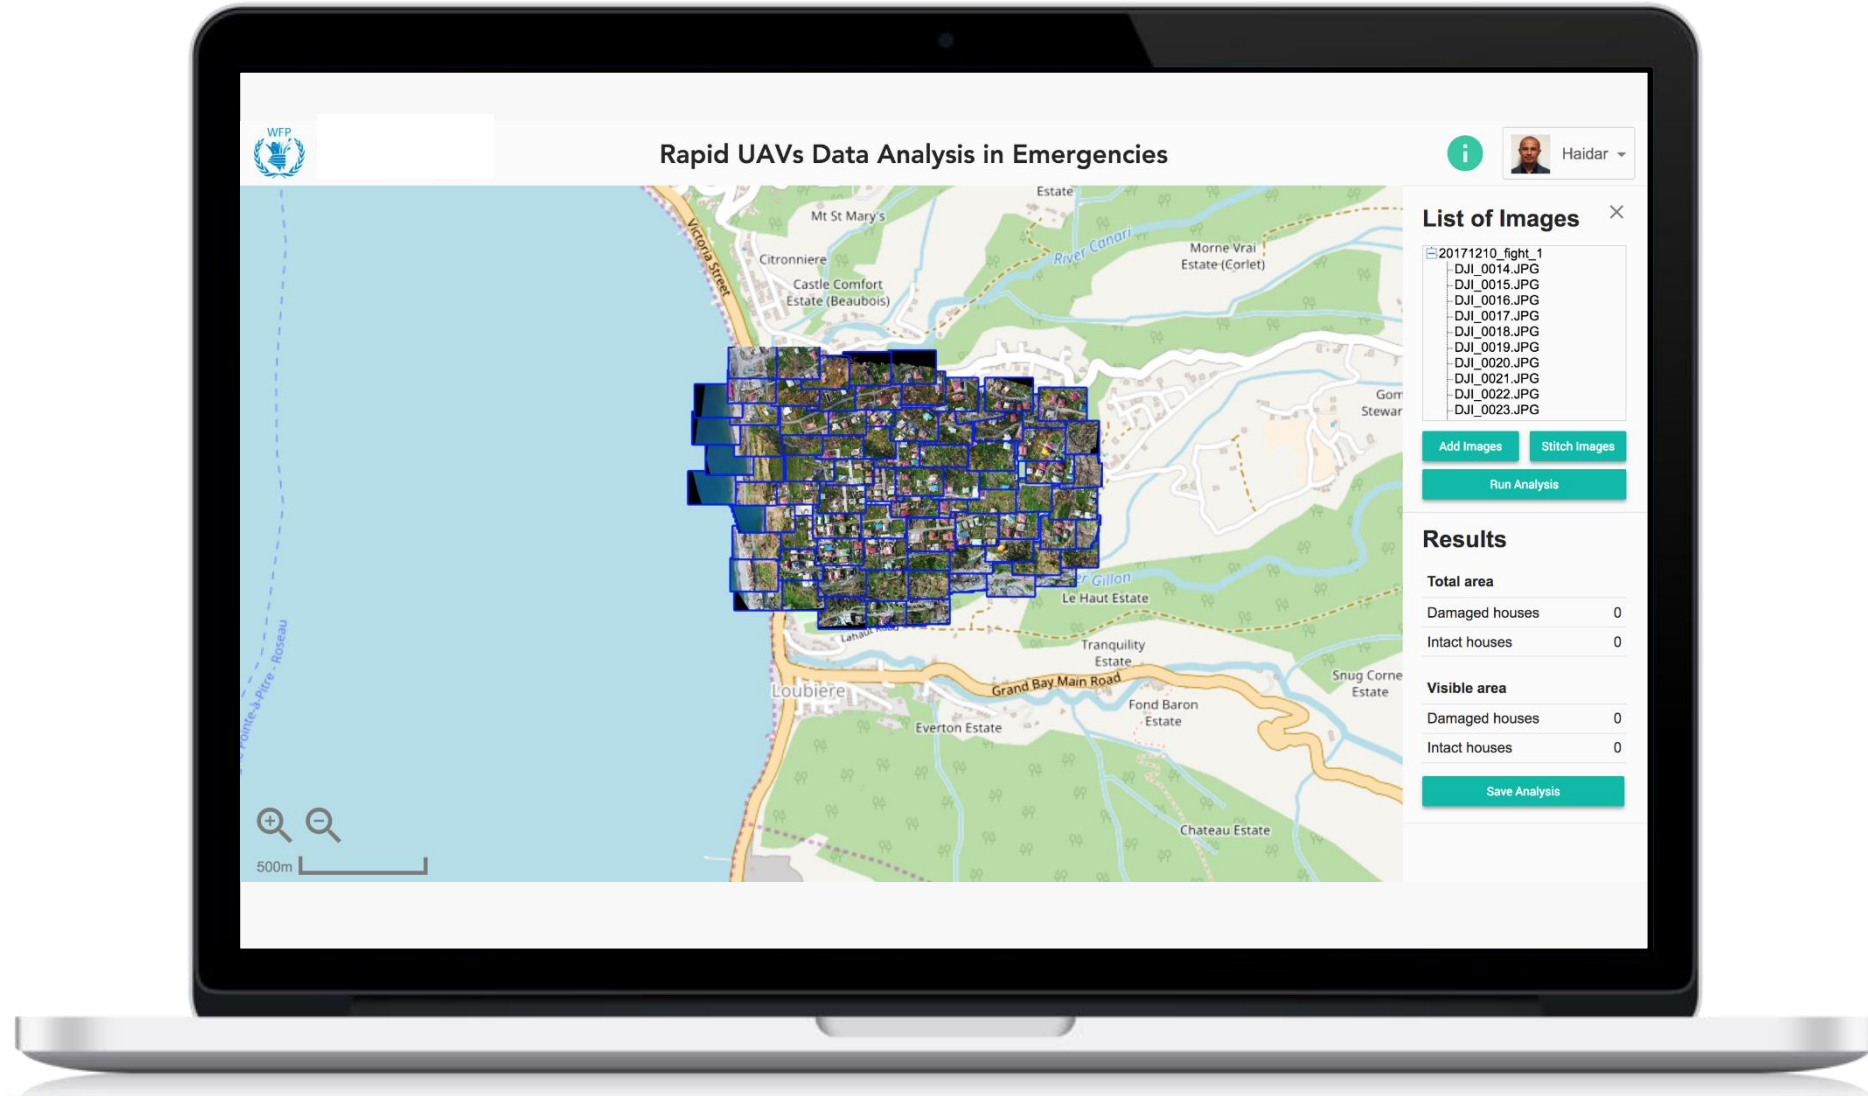 WFP
Rapid UAVs Data Analysis in Emergencies
i
Haidar
Estate
Mt St Mary's
Victoria Street
River Canari
Morne Vrai
Estate (Corlet)
Citronniere
Castle Comfort
Estate (Beaubois)
Gom
Stewar
er Gillon
Le Haut Estate
Lahaut Road
Tranquility
Estate
Snug Corne
Estate
Grand Bay Main Road
Loubiere
Fond Baron
Estate
Everton Estate
Chateau Estate
Pointe-à-Pitre - Roseau
500m
List of Images
20171210_fight_1
DJI_0014.JPG
DJI_0015.JPG
DJI_0016.JPG
DJI_0017.JPG
DJI_0018.JPG
DJI_0019.JPG
DJI_0020.JPG
DJI_0021.JPG
DJI_0022.JPG
DJI_0023.JPG
Add Images
Stitch Images
Run Analysis
Results
Total area
Damaged houses 0
Intact houses 0
Visible area
Damaged houses 0
Intact houses 0
Save Analysis